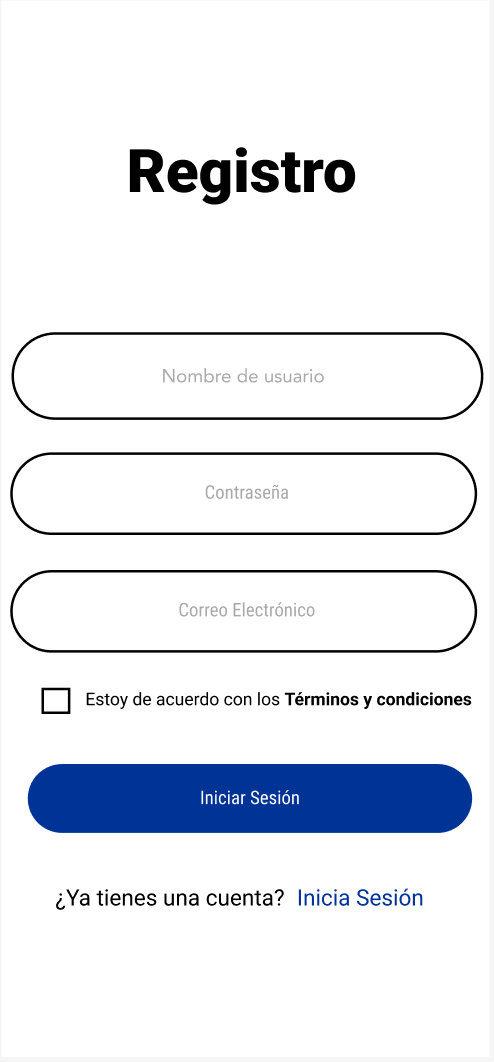 Registro
Nombre de usuario
Contraseña
Correo Electrónico
Estoy de acuerdo con los Términos y condiciones
Iniciar Sesión
¿Ya tienes una cuenta? Inicia Sesión